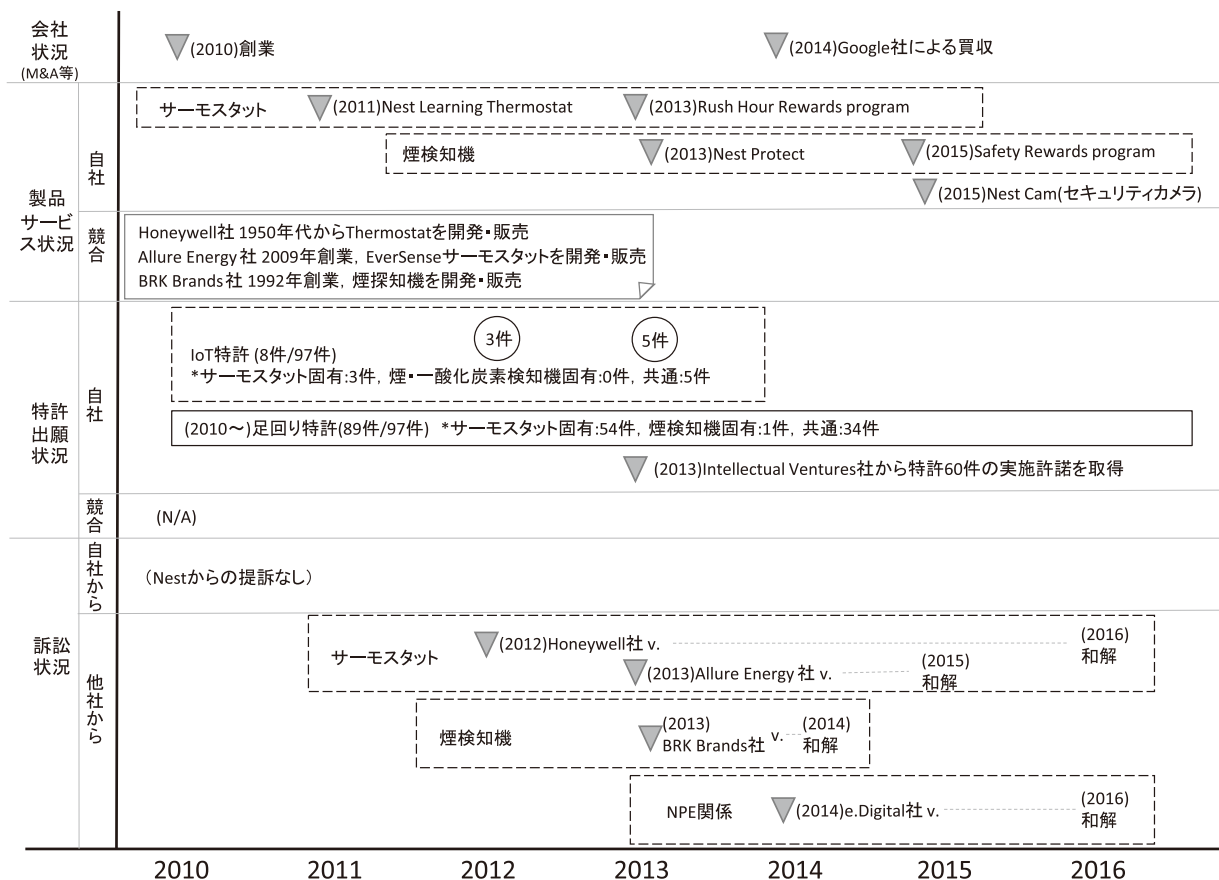 会社
状況
(M&A等)
(2010)創業
(2014)Google社による買収
製品
サービ
ス状況
自社
サーモスタット
(2011)Nest Learning Thermostat
(2013)Rush Hour Rewards program
煙検知機
(2013)Nest Protect
(2015)Safety Rewards program
(2015)Nest Cam(セキュリティカメラ)
競合
Honeywell社 1950年代からThermostatを開発・販売
Allure Energy社 2009年創業，EverSenseサーモスタットを開発・販売
BRK Brands社 1992年創業，煙探知機を開発・販売
特許
出願
状況
自社
3件
5件
IoT特許 (8件/97件)
*サーモスタット固有:3件，煙・一酸化炭素検知機固有:0件，共通:5件
(2010～)足回り特許(89件/97件) *サーモスタット固有:54件，煙検知機固有:1件，共通:34件
(2013)Intellectual Ventures社から特許60件の実施許諾を取得
競合
(N/A)
訴訟
状況
自社から
（Nestからの提訴なし）
他社から
サーモスタット
(2012)Honeywell社 v.
(2016)
和解
(2013)Allure Energy 社 v.
(2015)
和解
煙検知機
(2013)
BRK Brands社 v.
(2014)
和解
NPE関係
(2014)e.Digital社 v.
(2016)
和解
2010 2011 2012 2013 2014 2015 2016